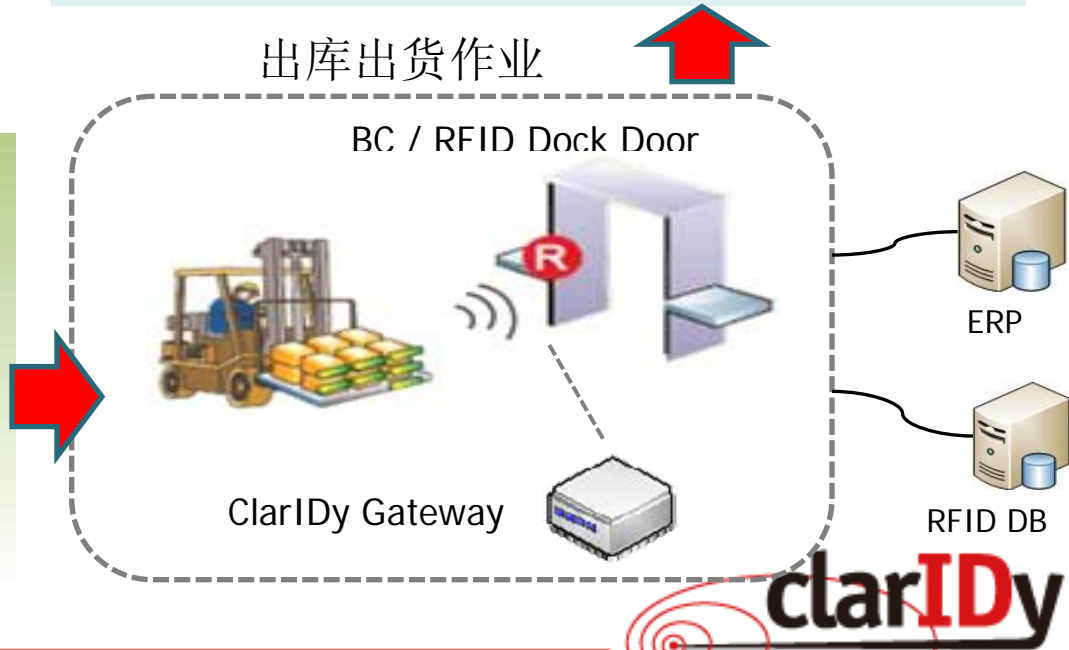 出库出货作业
BC / RFID Dock Door
R
ERP
ClarIDy Gateway
RFID DB
clarIDy